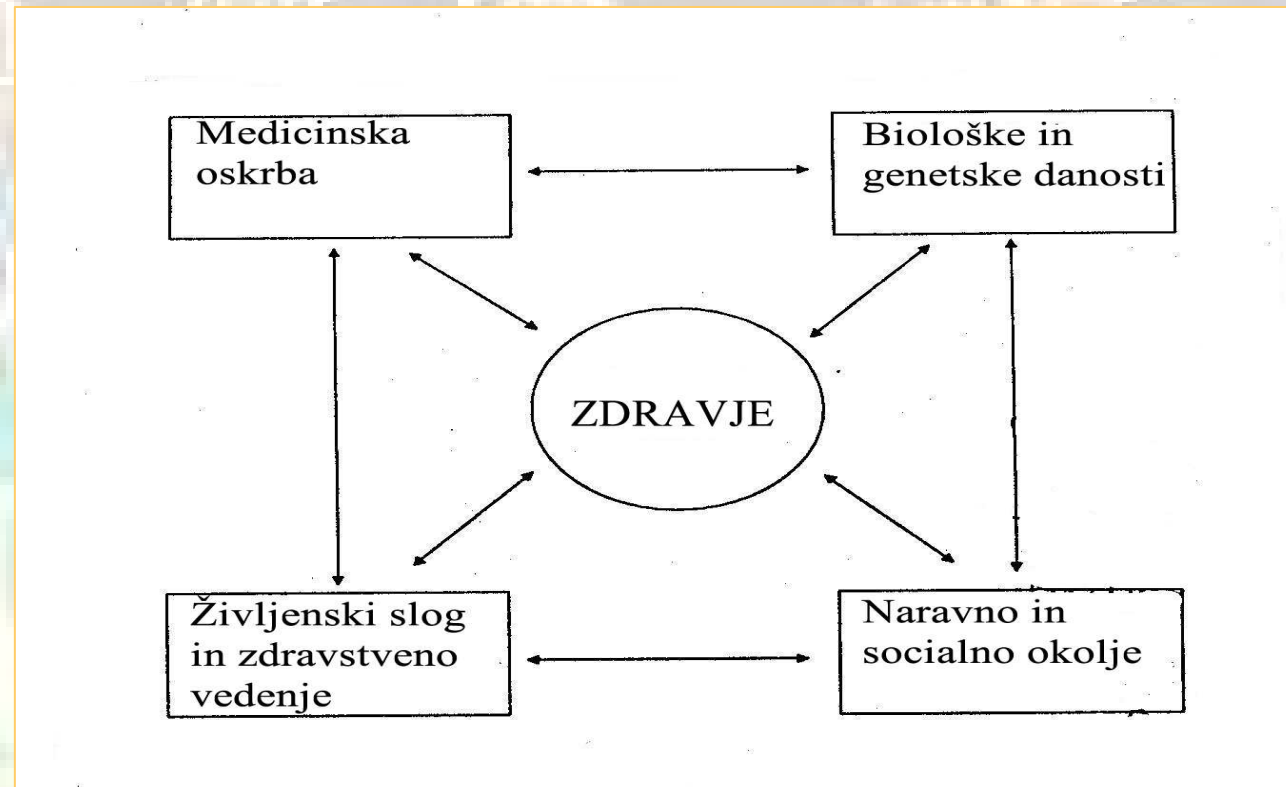 Medicinska
oskrba
Biološke in
genetske danosti
ZDRAVJE
Življenski slog
in zdravstveno
vedenje
Naravno in
socialno okolje